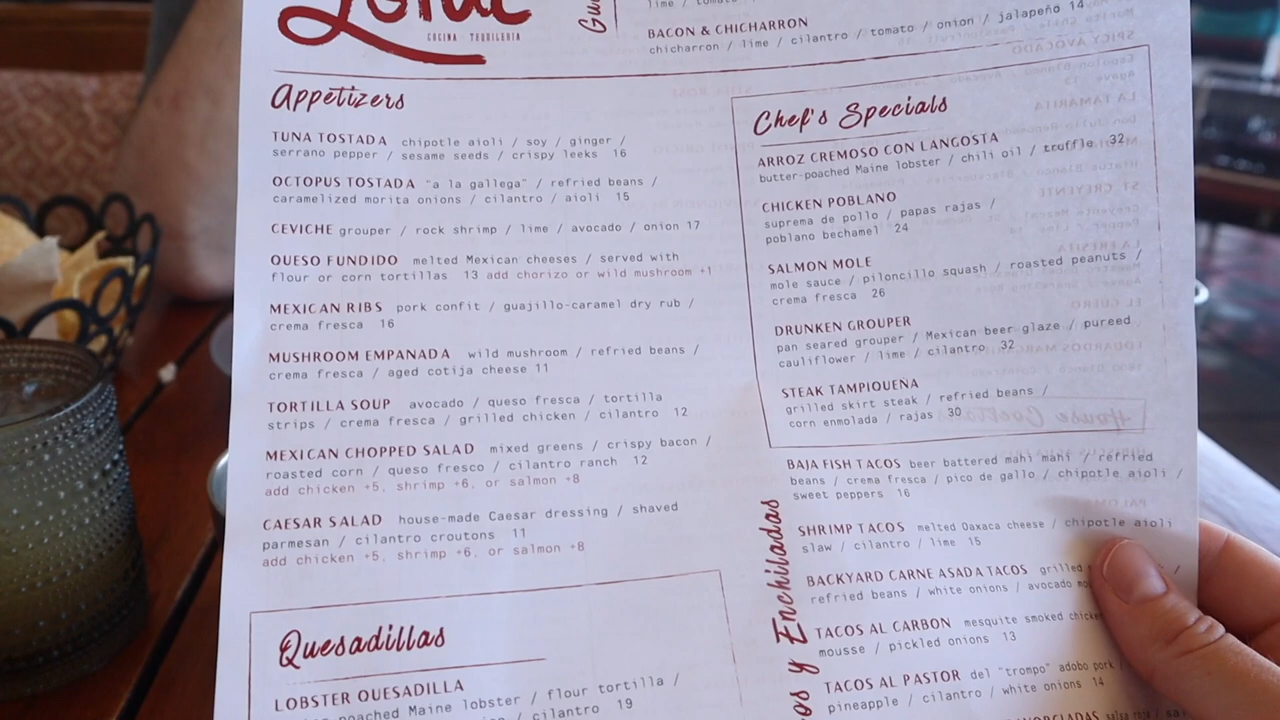 COCINA · TEQUILERIA
lime /
BACON & CHICHARRON
chicharron / lime / cilantro / tomato / onion / jalapeño 14
Appetizers
TUNA TOSTADA chipotle aioli / soy / ginger /
serrano pepper / sesame seeds / crispy leeks 16
OCTOPUS TOSTADA "a la gallega" / refried beans /
caramelized morita onions / cilantro / aioli 15
CEVICHE grouper / rock shrimp / lime / avocado / onion 17
QUESO FUNDIDO melted Mexican cheeses / served with
flour or corn tortillas 13 add chorizo or wild mushroom +1
MEXICAN RIBS pork confit / guajillo-caramel dry rub /
crema fresca 16
MUSHROOM EMPANADA wild mushroom / refried beans /
crema fresca / aged cotija cheese 11
TORTILLA SOUP avocado / queso fresca / tortilla
strips / crema fresca / grilled chicken / cilantro 12
MEXICAN CHOPPED SALAD mixed greens / crispy bacon /
roasted corn / queso fresco / cilantro ranch 12
add chicken +5, shrimp +6, or salmon +8
CAESAR SALAD house-made Caesar dressing / shaved
parmesan / cilantro croutons 11
add chicken +5, shrimp +6, or salmon +8
Quesadillas
LOBSTER QUESADILLA
poached Maine lobster / flour tortilla /
/ cilantro 19
Chef's Specials
ARROZ CREMOSO CON LANGOSTA
butter-poached Maine lobster / chili oil / truffle 32
CHICKEN POBLANO
suprema de pollo / papas rajas /
poblano bechamel 24
SALMON MOLE
mole sauce / piloncillo squash / roasted peanuts /
crema fresca 26
DRUNKEN GROUPER
pan seared grouper / Mexican beer glaze / pureed
cauliflower / lime / cilantro 32
STEAK TAMPIQUEÑA
grilled skirt steak / refried beans /
corn enmolada / rajas 30
y Enchiladas
BAJA FISH TACOS beer battered mahi mahi / refried
beans / crema fresca / pico de gallo / chipotle aioli /
sweet peppers 16
SHRIMP TACOS melted Oaxaca cheese / chipotle aioli
slaw / cilantro / lime 15
BACKYARD CARNE ASADA TACOS grilled
refried beans / white onions / avocado
TACOS AL CARBON mesquite smoked
mousse / pickled onions 13
TACOS AL PASTOR del "trompo" adobo pork /
pineapple / cilantro / white onions 14